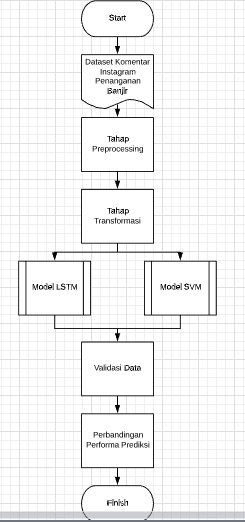 Start
Dataset Komentar
Instagram
Penanganan
Banjir
Tahap
Preprocessing
Tahap
Transformasi
Model LSTM
Model SVM
Validasi Data
Perbandingan
Performa Prediksi
Finish